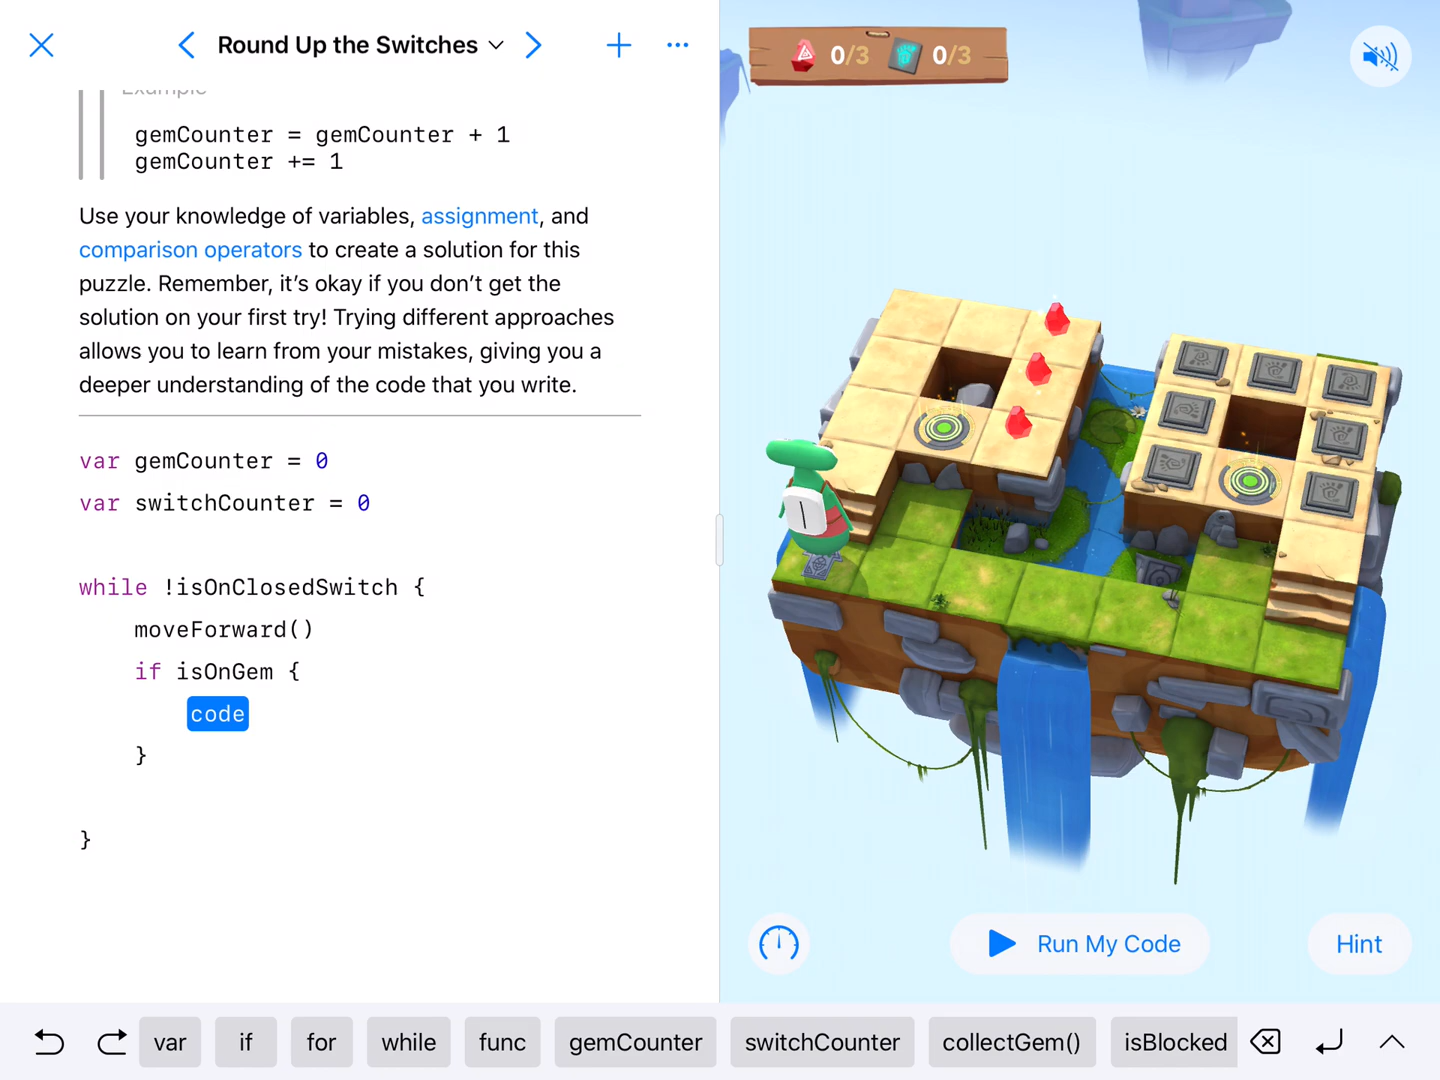 Round Up the Switches
Example
gemCounter = gemCounter + 1
gemCounter += 1
Use your knowledge of variables, assignment, and
comparison operators to create a solution for this
puzzle. Remember, it’s okay if you don’t get the
solution on your first try! Trying different approaches
allows you to learn from your mistakes, giving you a
deeper understanding of the code that you write.
var gemCounter = 0
var switchCounter = 0
while !isOnClosedSwitch {
moveForward()
if isOnGem {
code
}
}
0/3 0/3
Run My Code
Hint
var if for while func gemCounter switchCounter collectGem() isBlocked